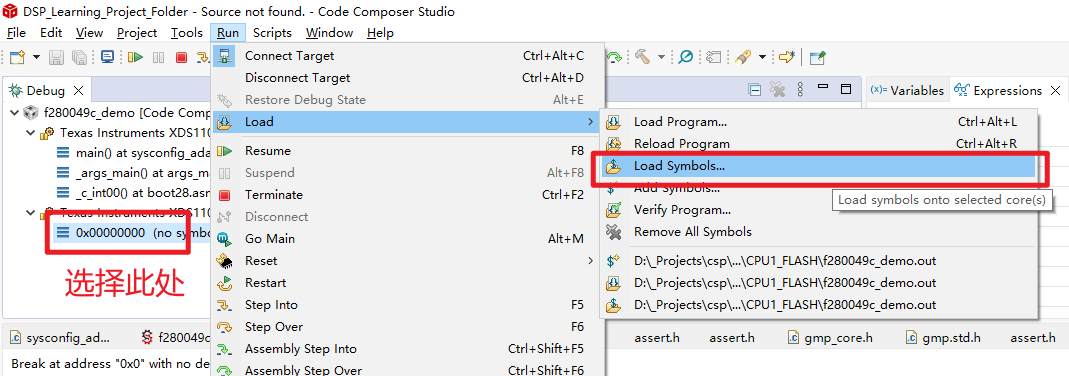 DSP_Learning_Project_Folder - Source not found. - Code Composer Studio
File Edit View Project Tools Run Scripts Window Help
Debug
f280049c_demo [Code Compo
Texas Instruments XDS110
main() at sysconfig_ada
_args_main() at args_ma
_c_int00() at boot28.asn
Texas Instruments XDS110
0x00000000 (no symbo
选择此处
sysconfig_ad...
f280049c
Break at address "0x0" with no de
Connect Target Ctrl+Alt+C
Disconnect Target Ctrl+Alt+D
Restore Debug State Alt+E
Load
Resume F8
Suspend Alt+F8
Terminate Ctrl+F2
Disconnect
Go Main Alt+M
Reset
Restart
Step Into F5
Step Over F6
Assembly Step Into Ctrl+Shift+F5
Assembly Step Over Ctrl+Shift+F6
Variables
Expressions
Load Program... Ctrl+Alt+L
Reload Program Ctrl+Alt+R
Load Symbols...
Add Symbols...
Load symbols onto selected core(s)
Verify Program...
Remove All Symbols
D:\_Projects\csp\...\CPU1_FLASH\f280049c_demo.out
D:\_Projects\csp\...\CPU1_FLASH\f280049c_demo.out
D:\_Projects\csp\...\CPU1_FLASH\f280049c_demo.out
assert.h assert.h gmp_core.h gmp.std.h assert.h